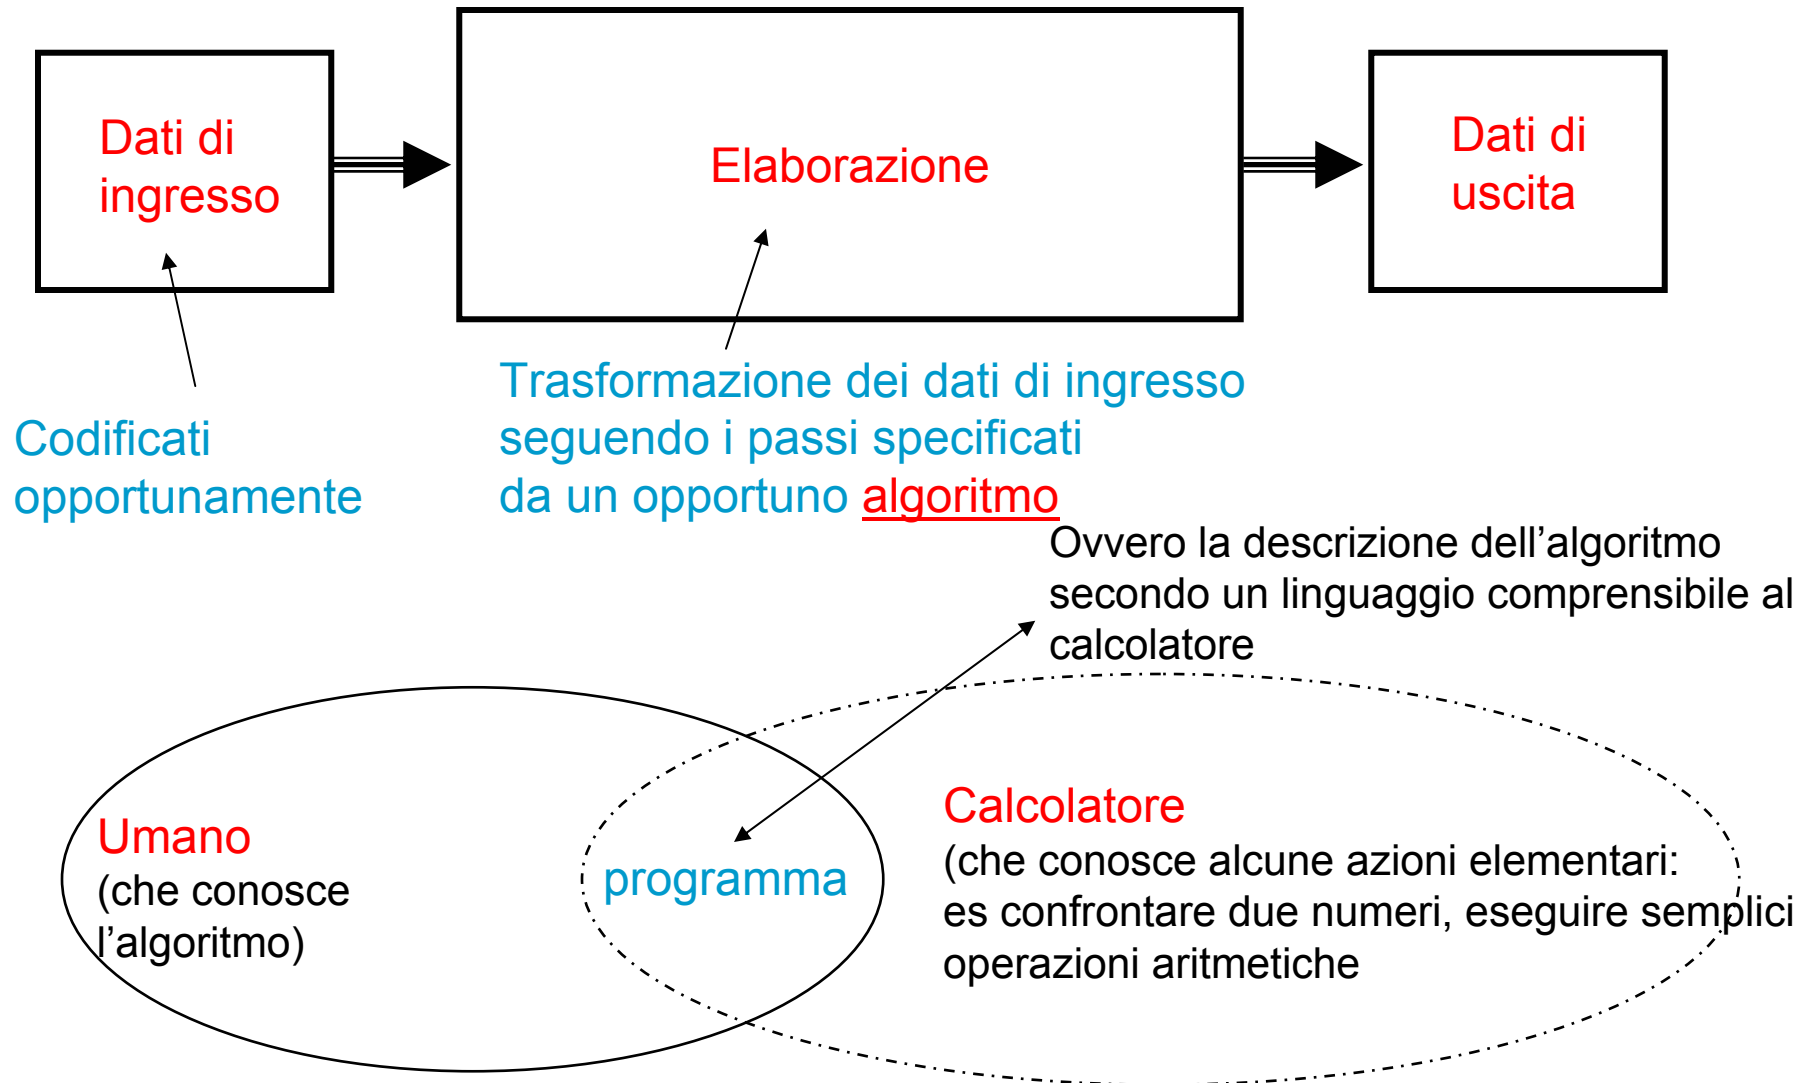 Dati di
ingresso
Elaborazione
Dati di
uscita
Codificati
opportunamente
Trasformazione dei dati di ingresso
seguendo i passi specificati
da un opportuno algoritmo
Ovvero la descrizione dell’algoritmo
secondo un linguaggio comprensibile al
calcolatore
Umano
(che conosce
l’algoritmo)
programma
Calcolatore
(che conosce alcune azioni elementari:
es confrontare due numeri, eseguire semplici
operazioni aritmetiche